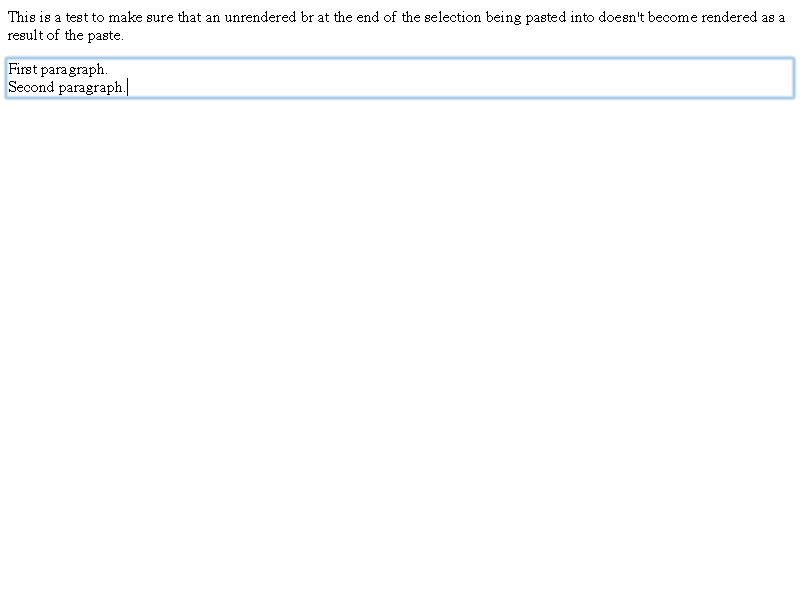 This is a test to make sure that an unrendered br at the end of the selection being pasted into doesn't become rendered as a
result of the paste.
First paragraph.
Second paragraph.